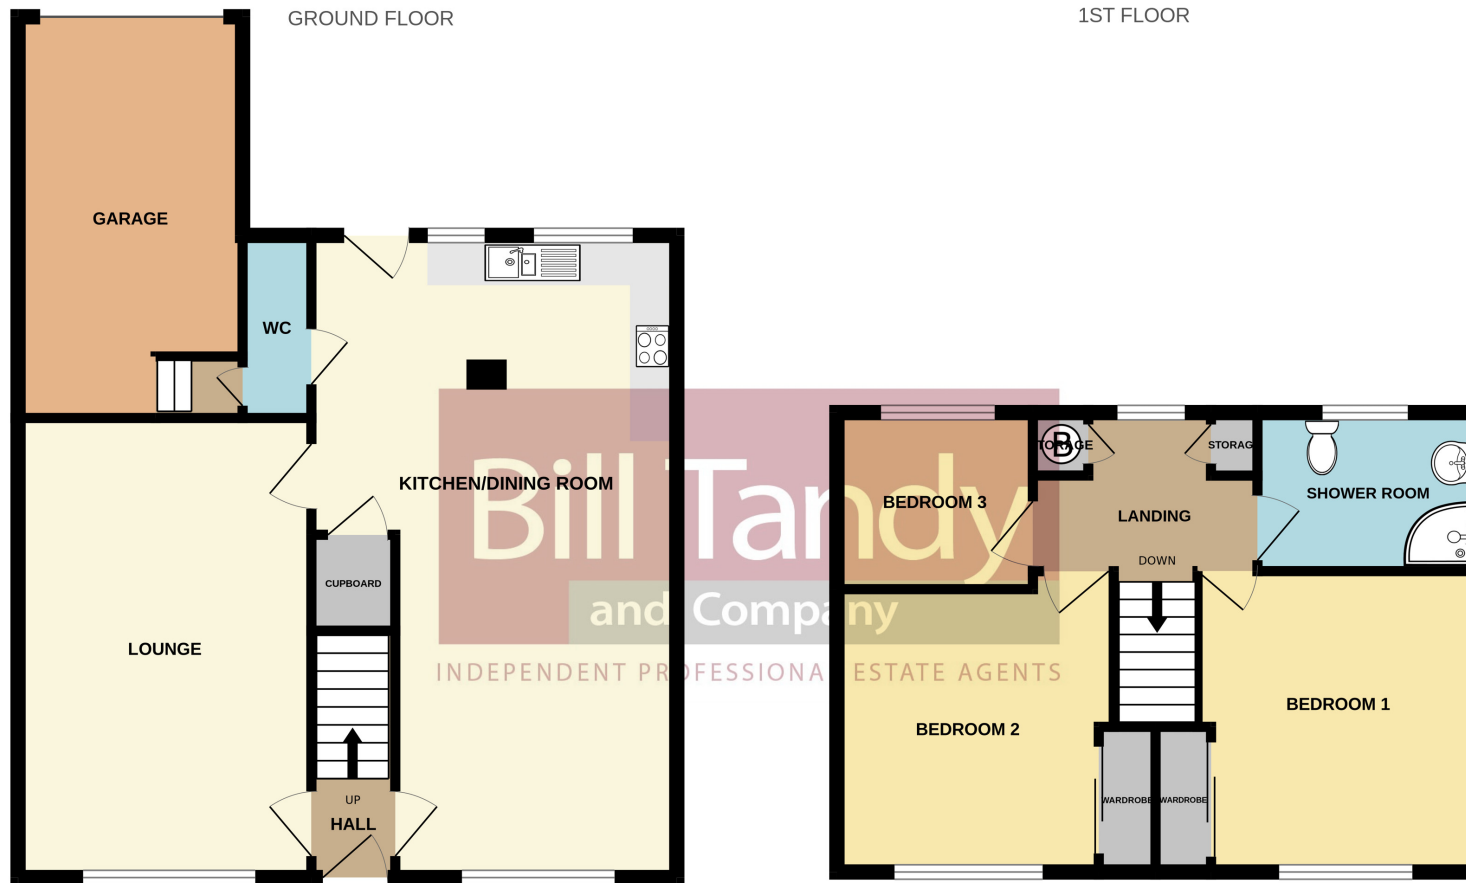 GROUND FLOOR
1ST FLOOR
GARAGE
WC
KITCHEN/DINING ROOM
CUPBOARD
LOUNGE
UP
HALL
STORAGE
B
STORAG
BEDROOM 3
LANDING
SHOWER ROOM
DOWN
BEDROOM 2
BEDROOM 1
WARDROBE
WARDROBE
Bill Tandy
and Company
INDEPENDENT PROFESSIONAL ESTATE AGENTS